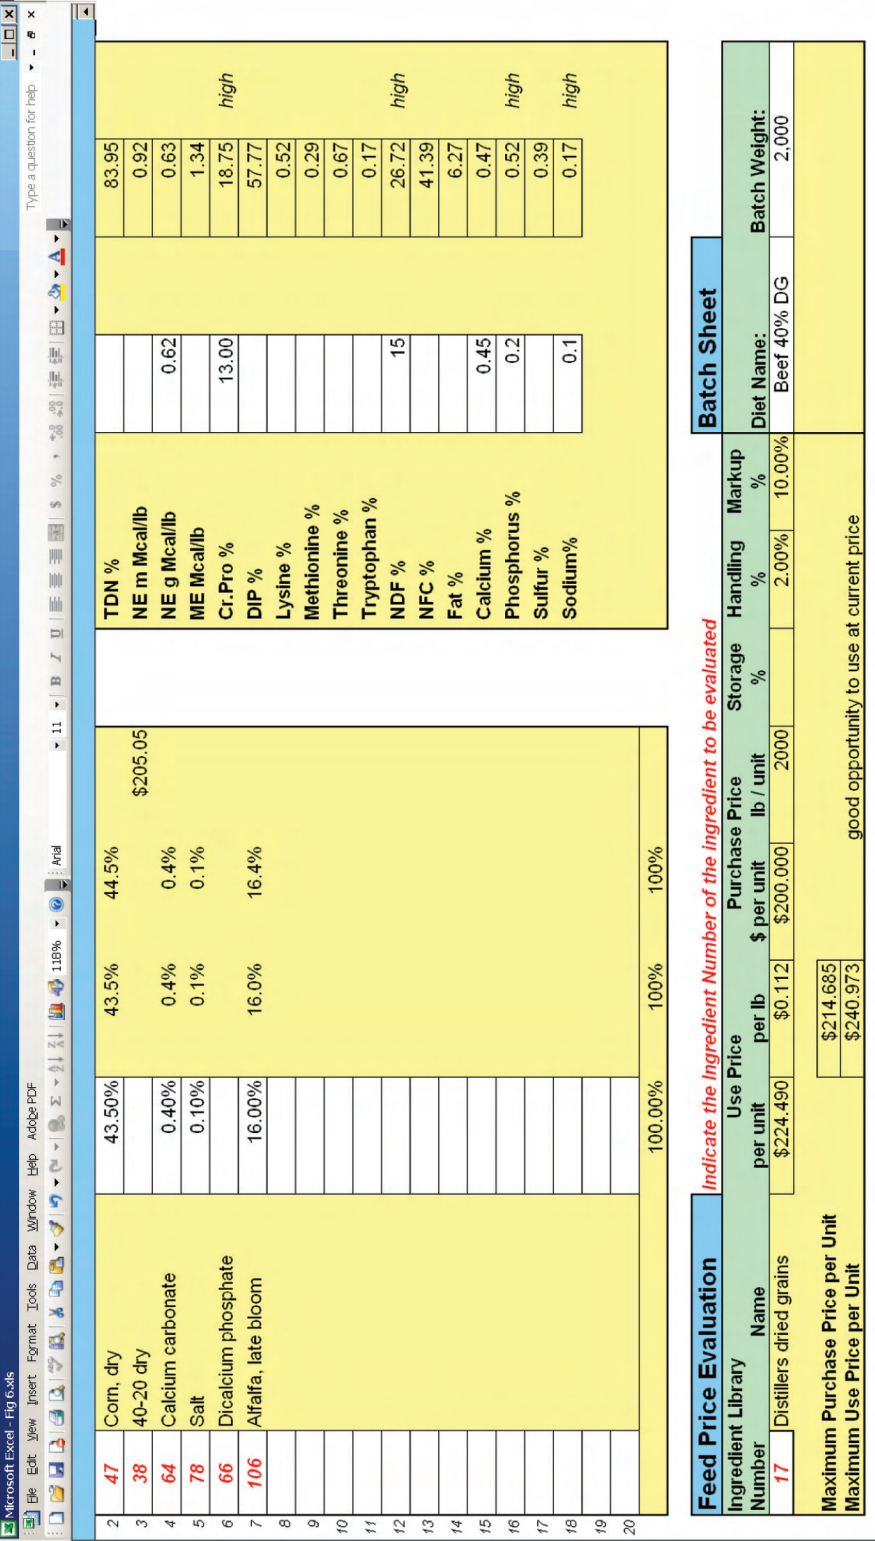 Microsoft Excel - Fig 6.xls
File Edit View Insert Format Tools Data Window Help Adobe PDF
Type a question for help
118% Arial 11 B I U $ % ,
2 47 Corn, dry 43.50% 43.5% 44.5% TDN % 83.95
3 38 40-20 dry $205.05 NE m Mcal/lb 0.92
4 64 Calcium carbonate 0.40% 0.4% 0.4% NE g Mcal/lb 0.62 0.63
5 78 Salt 0.10% 0.1% 0.1% ME Mcal/lb 1.34
6 66 Dicalcium phosphate Cr.Pro % 13.00 18.75 high
7 106 Alfalfa, late bloom 16.00% 16.0% 16.4% DIP % 57.77
8 Lysine % 0.52
9 Methionine % 0.29
10 Threonine % 0.67
11 Tryptophan % 0.17
12 NDF % 15 26.72 high
13 NFC % 41.39
14 Fat % 6.27
15 Calcium % 0.45 0.47
16 Phosphorus % 0.2 0.52 high
17 Sulfur % 0.39
18 Sodium% 0.1 0.17 high
19
20
100.00% 100% 100%
Feed Price Evaluation Indicate the Ingredient Number of the ingredient to be evaluated Batch Sheet
Ingredient Library Use Price Purchase Price Storage Handling Markup Diet Name: Batch Weight:
Number Name per unit per lb $ per unit lb / unit % % %
17 Distillers dried grains $224.490 $0.112 $200.000 2000 2.00% 10.00% Beef 40% DG 2,000
Maximum Purchase Price per Unit $214.685
Maximum Use Price per Unit $240.973 good opportunity to use at current price